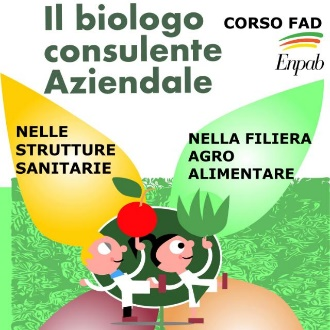 Il biologo
consulente
Aziendale
CORSO FAD
Enpab
NELLE
STRUTTURE
SANITARIE
NELLA FILIERA
AGRO
ALIMENTARE